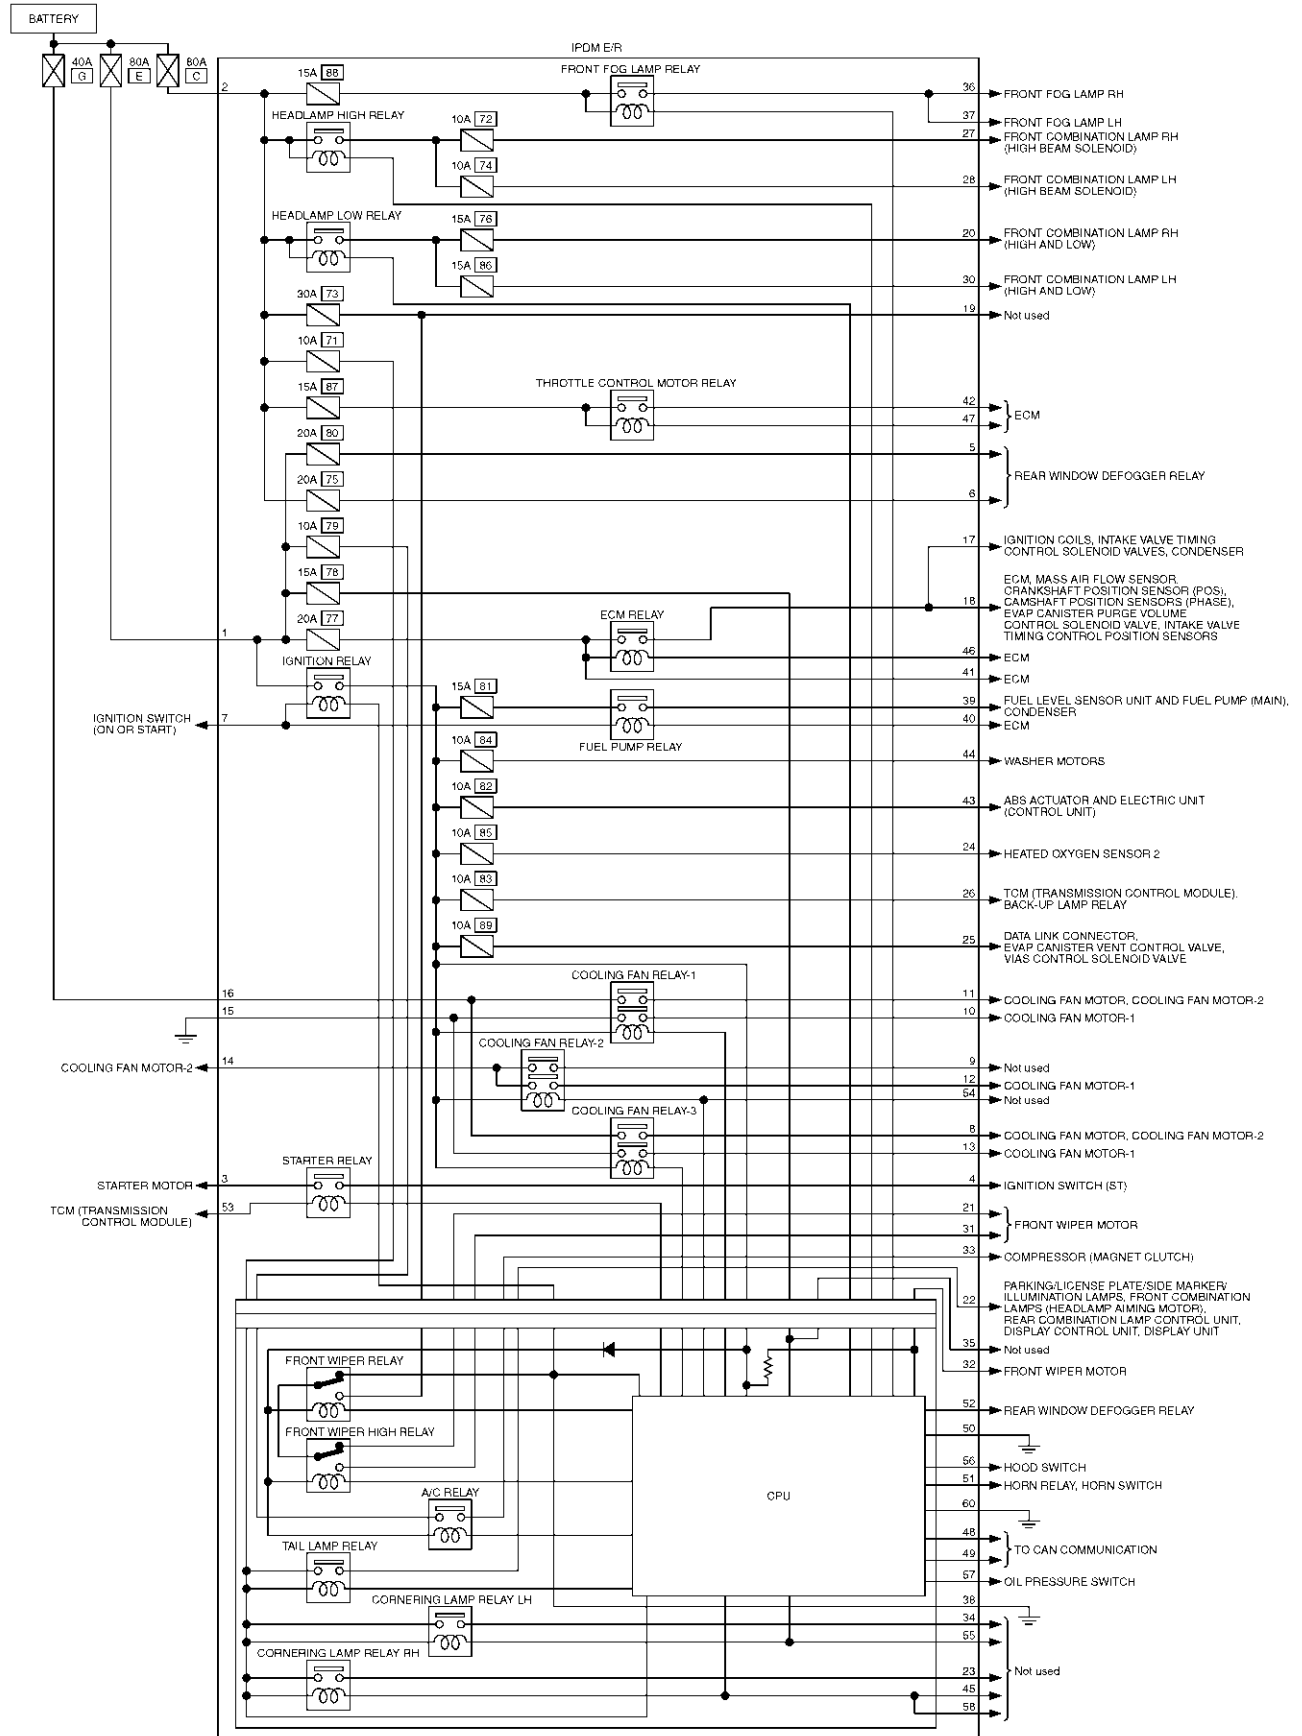 BATTERY
40A G
80A E
80A C
IPDM E/R
2
15A 88
FRONT FOG LAMP RELAY
36
FRONT FOG LAMP RH
37
FRONT FOG LAMP LH
HEADLAMP HIGH RELAY
10A 72
27
FRONT COMBINATION LAMP RH
(HIGH BEAM SOLENOID)
10A 74
28
FRONT COMBINATION LAMP LH
(HIGH BEAM SOLENOID)
HEADLAMP LOW RELAY
15A 76
20
FRONT COMBINATION LAMP RH
(HIGH AND LOW)
15A 86
30
FRONT COMBINATION LAMP LH
(HIGH AND LOW)
30A 73
19
Not used
10A 71
15A 87
THROTTLE CONTROL MOTOR RELAY
42
47
ECM
20A 80
5
REAR WINDOW DEFOGGER RELAY
20A 75
6
10A 79
17
IGNITION COILS, INTAKE VALVE TIMING
CONTROL SOLENOID VALVES, CONDENSER
15A 78
18
ECM, MASS AIR FLOW SENSOR,
CRANKSHAFT POSITION SENSOR (POS),
CAMSHAFT POSITION SENSORS (PHASE),
EVAP CANISTER PURGE VOLUME
CONTROL SOLENOID VALVE, INTAKE VALVE
TIMING CONTROL POSITION SENSORS
1
20A 77
ECM RELAY
46
ECM
41
ECM
IGNITION RELAY
15A 81
39
FUEL LEVEL SENSOR UNIT AND FUEL PUMP (MAIN),
CONDENSER
IGNITION SWITCH
(ON OR START)
7
40
ECM
FUEL PUMP RELAY
10A 84
44
WASHER MOTORS
10A 82
43
ABS ACTUATOR AND ELECTRIC UNIT
(CONTROL UNIT)
10A 85
24
HEATED OXYGEN SENSOR 2
10A 83
26
TCM (TRANSMISSION CONTROL MODULE),
BACK-UP LAMP RELAY
10A 89
25
DATA LINK CONNECTOR,
EVAP CANISTER VENT CONTROL VALVE,
VIAS CONTROL SOLENOID VALVE
COOLING FAN RELAY-1
16
11
COOLING FAN MOTOR, COOLING FAN MOTOR-2
15
10
COOLING FAN MOTOR-1
COOLING FAN RELAY-2
COOLING FAN MOTOR-2
14
9
Not used
12
COOLING FAN MOTOR-1
54
Not used
COOLING FAN RELAY-3
8
COOLING FAN MOTOR, COOLING FAN MOTOR-2
13
COOLING FAN MOTOR-1
STARTER RELAY
STARTER MOTOR
3
4
IGNITION SWITCH (ST)
TCM (TRANSMISSION
CONTROL MODULE)
53
21
31
FRONT WIPER MOTOR
33
COMPRESSOR (MAGNET CLUTCH)
22
PARKING/LICENSE PLATE/SIDE MARKER/
ILLUMINATION LAMPS, FRONT COMBINATION
LAMPS (HEADLAMP AIMING MOTOR),
REAR COMBINATION LAMP CONTROL UNIT,
DISPLAY CONTROL UNIT, DISPLAY UNIT
35
Not used
FRONT WIPER RELAY
32
FRONT WIPER MOTOR
52
REAR WINDOW DEFOGGER RELAY
FRONT WIPER HIGH RELAY
50
56
HOOD SWITCH
51
HORN RELAY, HORN SWITCH
A/C RELAY
CPU
60
48
49
TO CAN COMMUNICATION
TAIL LAMP RELAY
57
OIL PRESSURE SWITCH
CORNERING LAMP RELAY LH
38
34
55
CORNERING LAMP RELAY RH
23
Not used
45
58